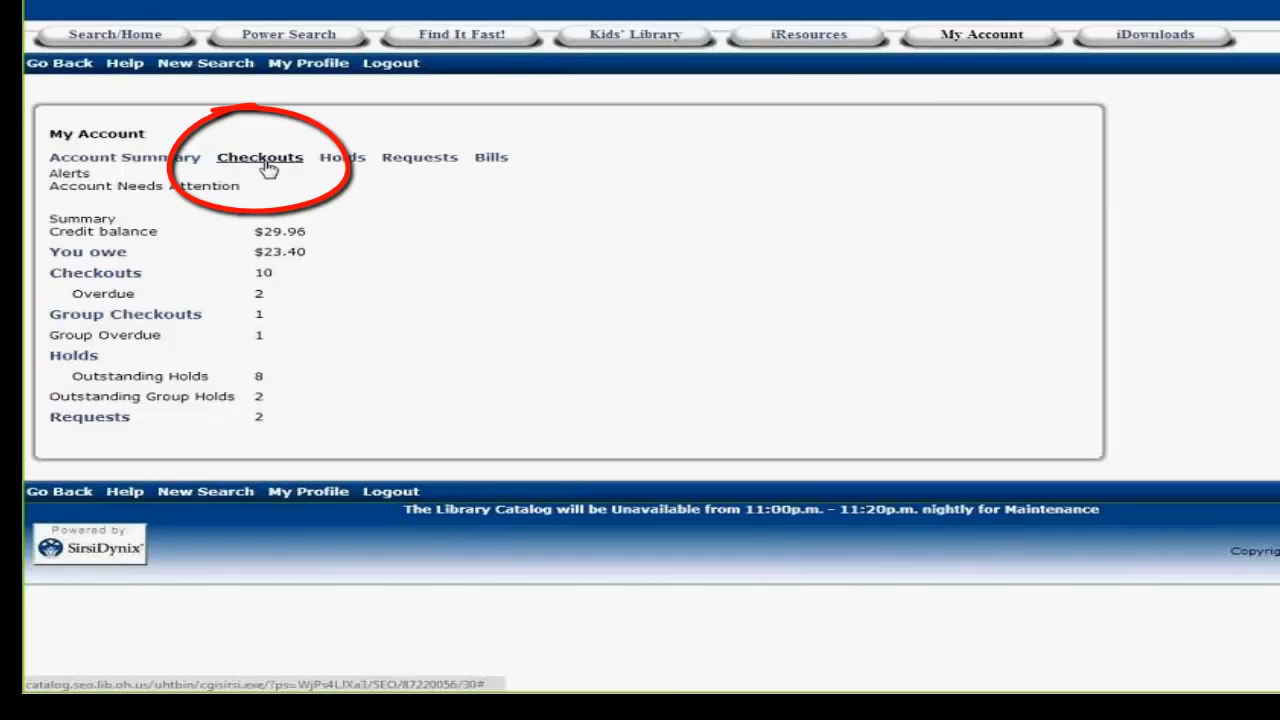 Search/Home Power Search Find It Fast! Kids' Library iResources My Account iDownloads
Go Back Help New Search My Profile Logout
My Account
Account Summary Checkouts Holds Requests Bills
Alerts
Account Needs Attention
Summary
Credit balance $29.96
You owe $23.40
Checkouts 10
Overdue 2
Group Checkouts 1
Group Overdue 1
Holds
Outstanding Holds 8
Outstanding Group Holds 2
Requests 2
Go Back Help New Search My Profile Logout
The Library Catalog will be Unavailable from 11:00p.m. - 11:20p.m. nightly for Maintenance
Powered by
SirsiDynix
Copyrig